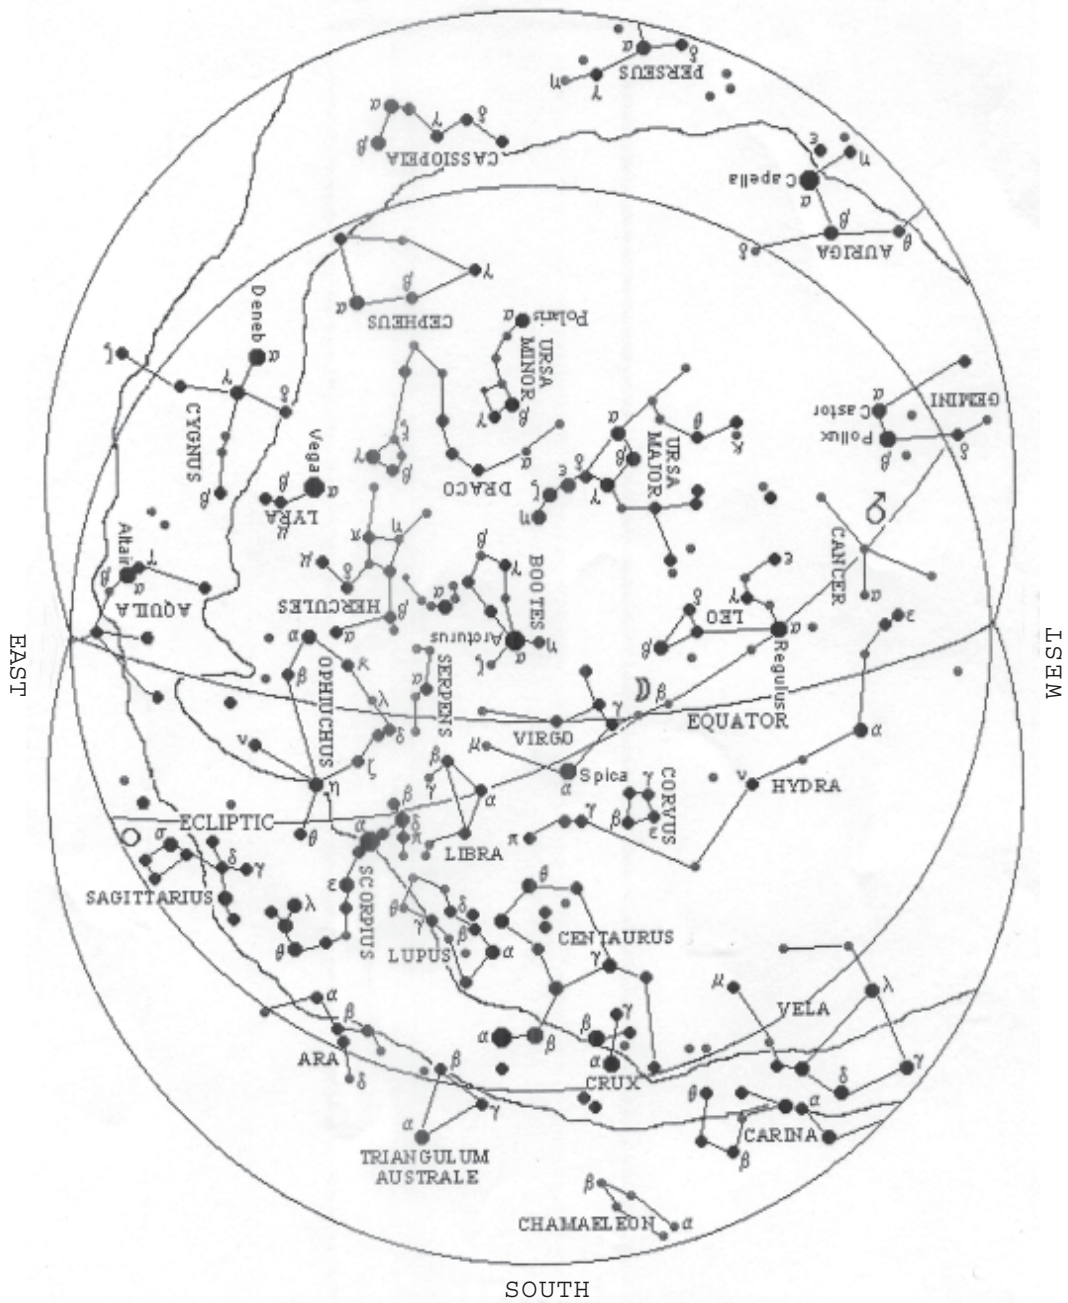 α
δ
PERSEUS
η
γ
α
γ
δ
β
CASSIOPEIA
ε
η
Capella
α
β
θ
δ
AURIGA
γ
β
α
CEPHEUS
Deneb
α
Polaris
α
URSA
MINOR
β
γ
ζ
γ
δ
CYGNUS
β
GEMINI
α
Castor
Pollux
β
δ
α
θ
κ
URSA
MAJOR
β
δ
ε
ζ
γ
η
α
DRACO
γ
β
Vega
α
β
LYRA
μ
♂
Altair
γ
β
α
AQUILA
π
η
μ
δ
HERCULES
β
α
α
β
γ
BOOTES
Arcturus
α
η
ζ
ε
γ
δ
LEO
β
α
Regulus
CANCER
α
ε
EAST
WEST
α
β
κ
λ
OPHIUCHUS
δ
ν
ζ
η
θ
SERPENS
α
☽
β
EQUATOR
γ
VIRGO
μ
Spica
α
α
ν
HYDRA
γ
CORVUS
β
ε
γ
π
β
γ
α
LIBRA
β
δ
π
α
ECLIPTIC
σ
δ
γ
SAGITTARIUS
ε
SCORPIUS
λ
θ
θ
δ
γ
β
α
LUPUS
θ
CENTAURUS
γ
μ
λ
VELA
α
β
ARA
δ
α
β
β
γ
α
CRUX
δ
γ
β
γ
α
TRIANGULUM
AUSTRALE
θ
α
CARINA
β
β
CHAMAELEON
α
SOUTH